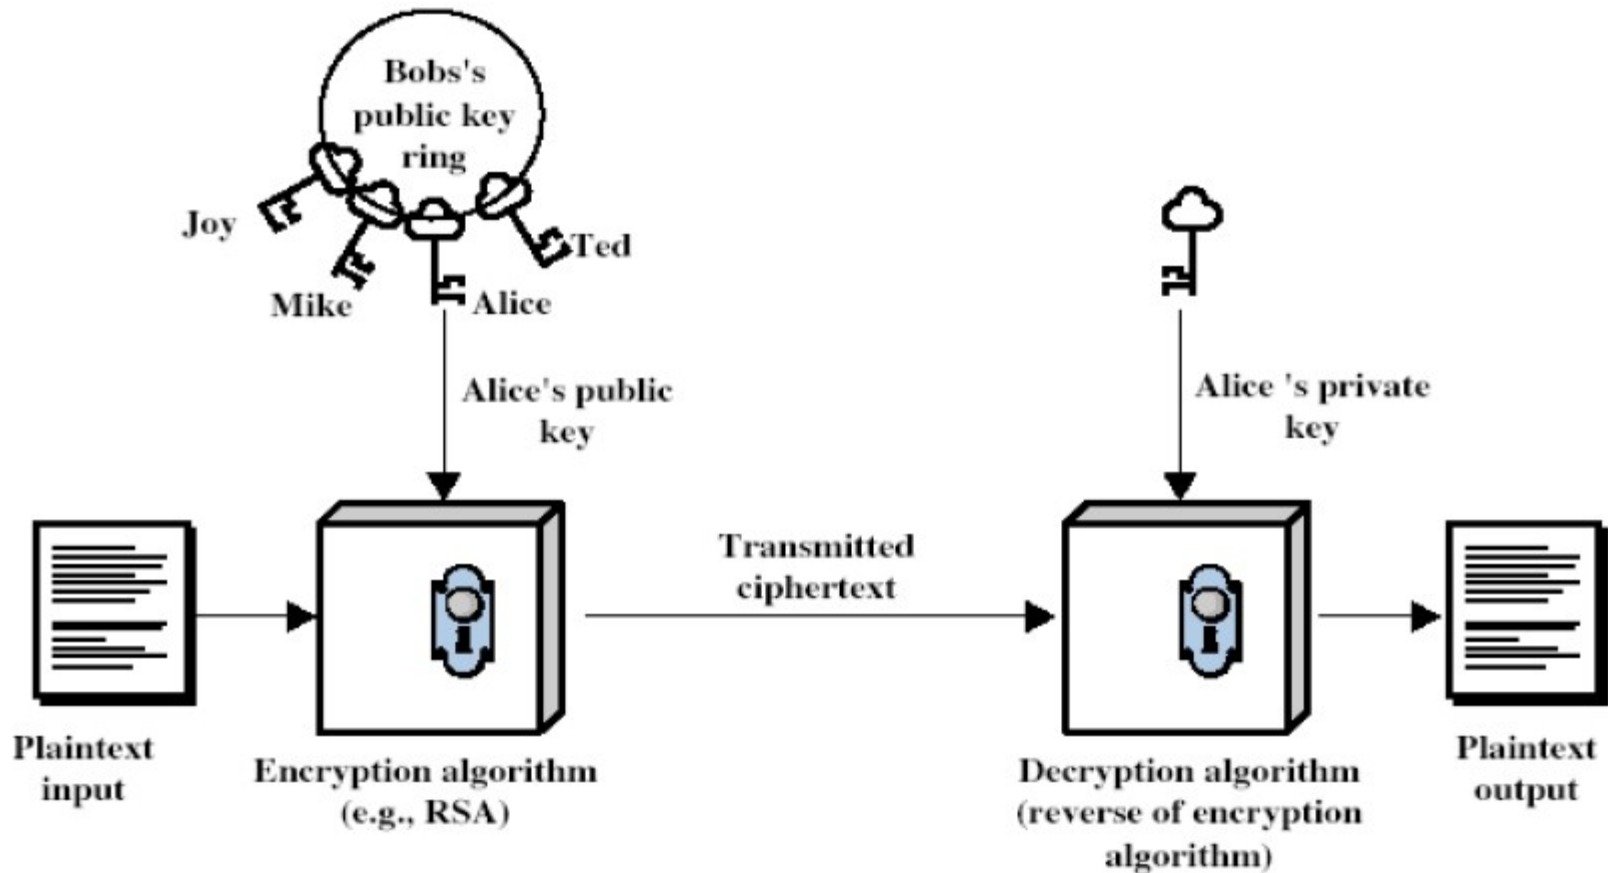 Bobs's
public key
ring
Joy
Mike
Alice
Ted
Alice's public
key
Alice 's private
key
Transmitted
ciphertext
Plaintext
input
Encryption algorithm
(e.g., RSA)
Decryption algorithm
(reverse of encryption
algorithm)
Plaintext
output